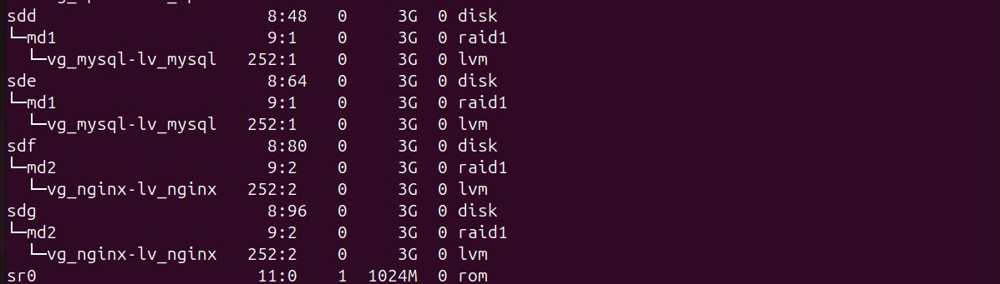 sdd 8:48 0 3G 0 disk
└─md1 9:1 0 3G 0 raid1
└─vg_mysql-lv_mysql 252:1 0 3G 0 lvm
sde 8:64 0 3G 0 disk
└─md1 9:1 0 3G 0 raid1
└─vg_mysql-lv_mysql 252:1 0 3G 0 lvm
sdf 8:80 0 3G 0 disk
└─md2 9:2 0 3G 0 raid1
└─vg_nginx-lv_nginx 252:2 0 3G 0 lvm
sdg 8:96 0 3G 0 disk
└─md2 9:2 0 3G 0 raid1
└─vg_nginx-lv_nginx 252:2 0 3G 0 lvm
sr0 11:0 1 1024M 0 rom